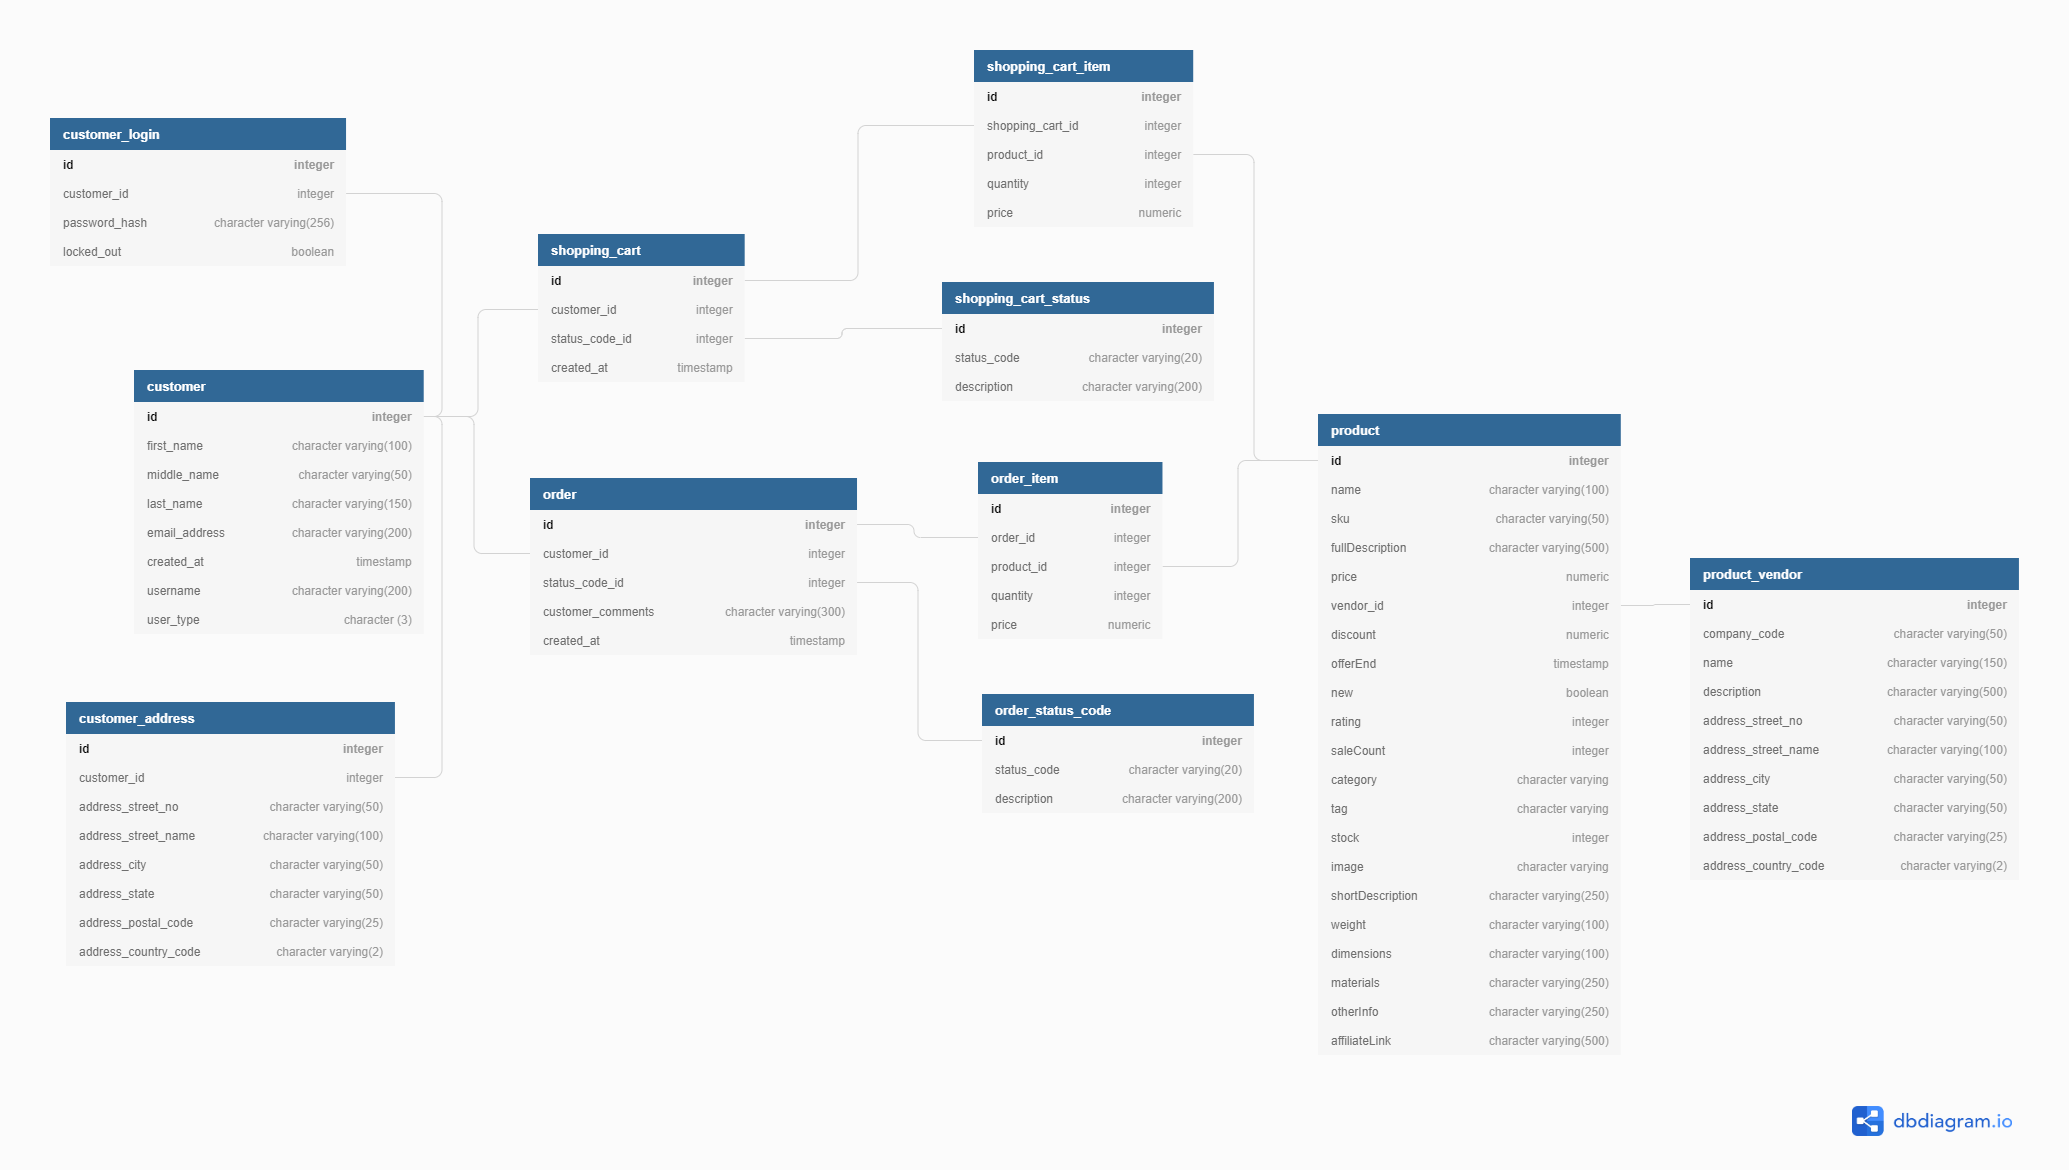 customer_login
id integer
customer_id integer
password_hash character varying(256)
locked_out boolean
customer
id integer
first_name character varying(100)
middle_name character varying(50)
last_name character varying(150)
email_address character varying(200)
created_at timestamp
username character varying(200)
user_type character (3)
customer_address
id integer
customer_id integer
address_street_no character varying(50)
address_street_name character varying(100)
address_city character varying(50)
address_state character varying(50)
address_postal_code character varying(25)
address_country_code character varying(2)
shopping_cart
id integer
customer_id integer
status_code_id integer
created_at timestamp
order
id integer
customer_id integer
status_code_id integer
customer_comments character varying(300)
created_at timestamp
shopping_cart_item
id integer
shopping_cart_id integer
product_id integer
quantity integer
price numeric
shopping_cart_status
id integer
status_code character varying(20)
description character varying(200)
order_item
id integer
order_id integer
product_id integer
quantity integer
price numeric
order_status_code
id integer
status_code character varying(20)
description character varying(200)
product
id integer
name character varying(100)
sku character varying(50)
fullDescription character varying(500)
price numeric
vendor_id integer
discount numeric
offerEnd timestamp
new boolean
rating integer
saleCount integer
category character varying
tag character varying
stock integer
image character varying
shortDescription character varying(250)
weight character varying(100)
dimensions character varying(100)
materials character varying(250)
otherInfo character varying(250)
affiliateLink character varying(500)
product_vendor
id integer
company_code character varying(50)
name character varying(150)
description character varying(500)
address_street_no character varying(50)
address_street_name character varying(100)
address_city character varying(50)
address_state character varying(50)
address_postal_code character varying(25)
address_country_code character varying(2)
dbdiagram.io